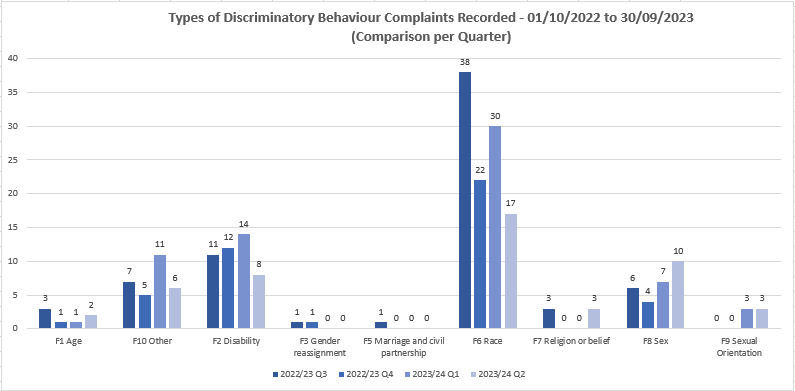 Types of Discriminatory Behaviour Complaints Recorded - 01/10/2022 to 30/09/2023
(Comparison per Quarter)
40
35
30
25
20
15
10
5
0
3 1 1 2
7 5 11 6
11 12 14 8
1 1 0 0
1 0 0 0
38 22 30 17
3 0 0 3
6 4 7 10
0 0 3 3
F1 Age
F10 Other
F2 Disability
F3 Gender
reassignment
F5 Marriage and civil
partnership
F6 Race
F7 Religion or belief
F8 Sex
F9 Sexual
Orientation
2022/23 Q3 2022/23 Q4 2023/24 Q1 2023/24 Q2